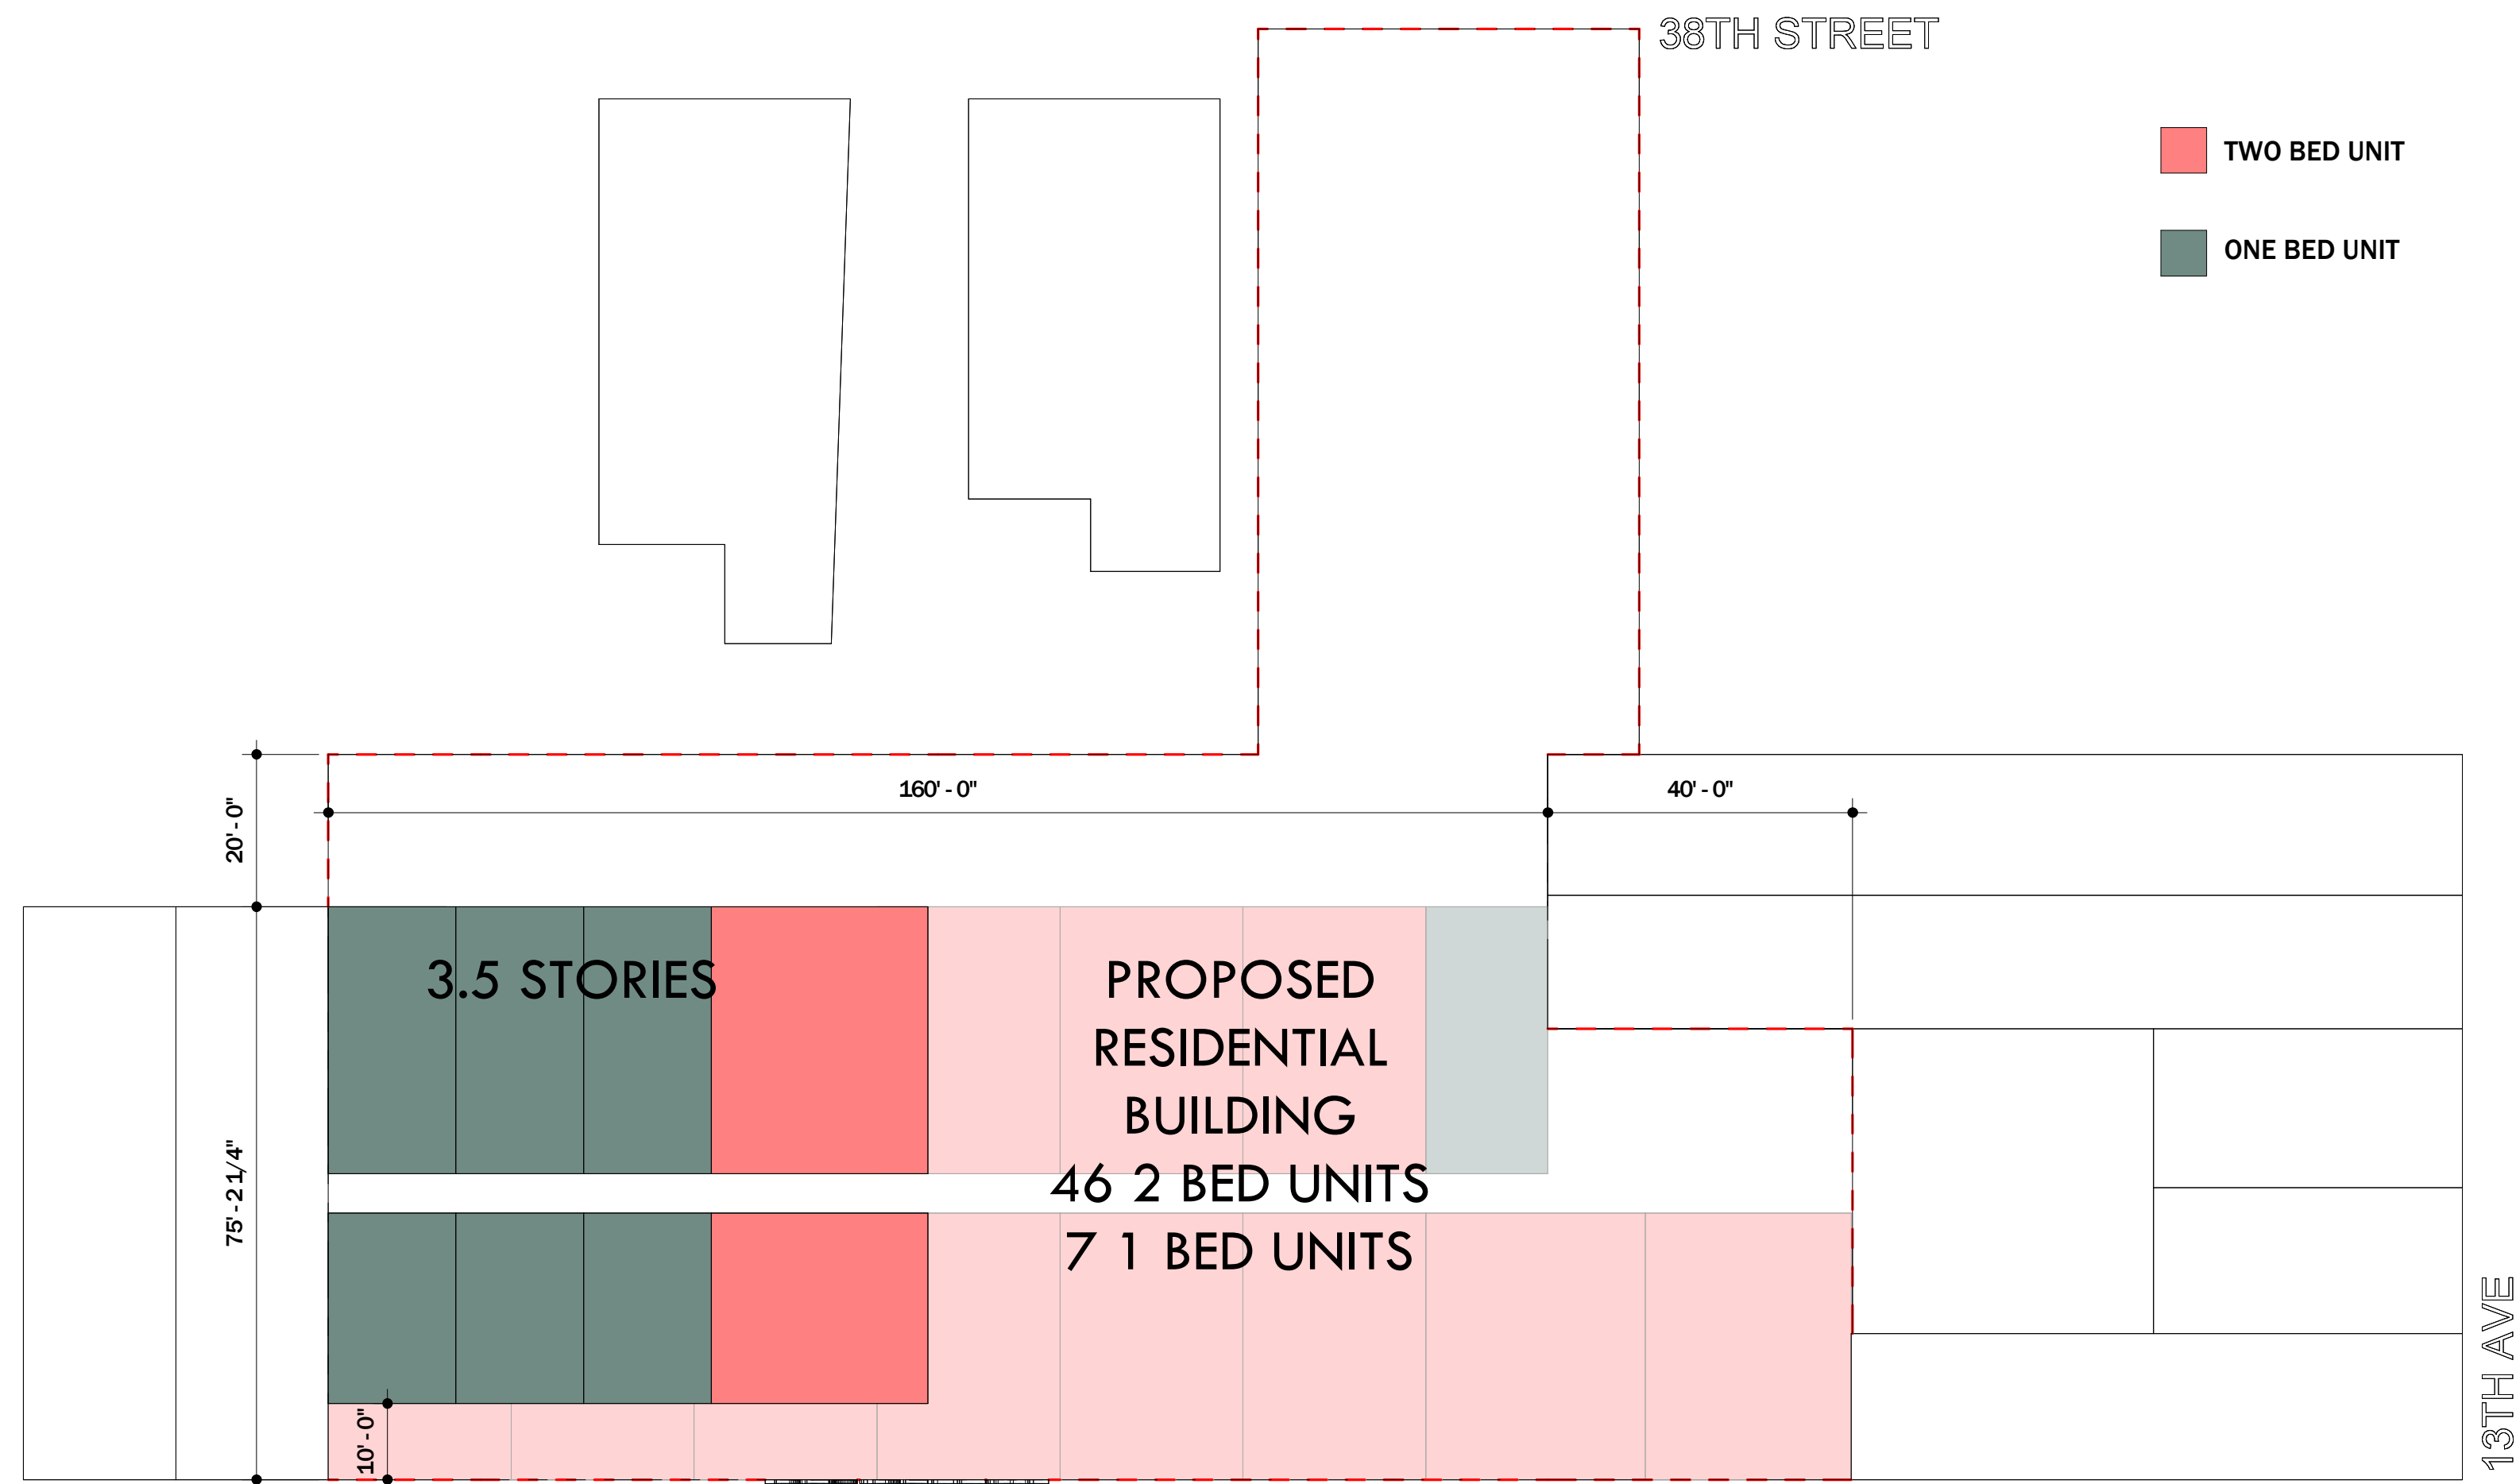 38TH STREET
TWO BED UNIT
ONE BED UNIT
160'-0"
40'-0"
20'-0"
3.5 STORIES
PROPOSED
RESIDENTIAL
BUILDING
46 2 BED UNITS
7 1 BED UNITS
75'-2 1/4"
10'-0"
13TH AVE